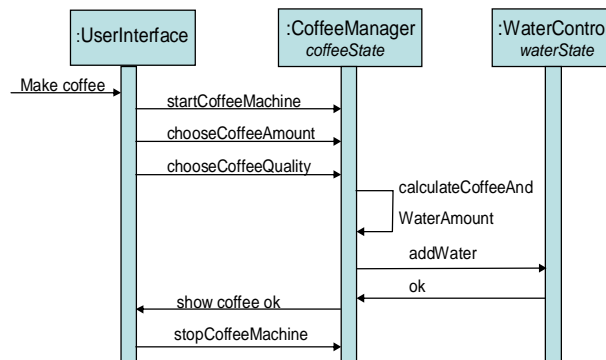 :UserInterface
:CoffeeManager
coffeeState
:WaterContro
waterState
Make coffee
startCoffeeMachine
chooseCoffeeAmount
chooseCoffeeQuality
calculateCoffeeAnd
WaterAmount
addWater
ok
show coffee ok
stopCoffeeMachine